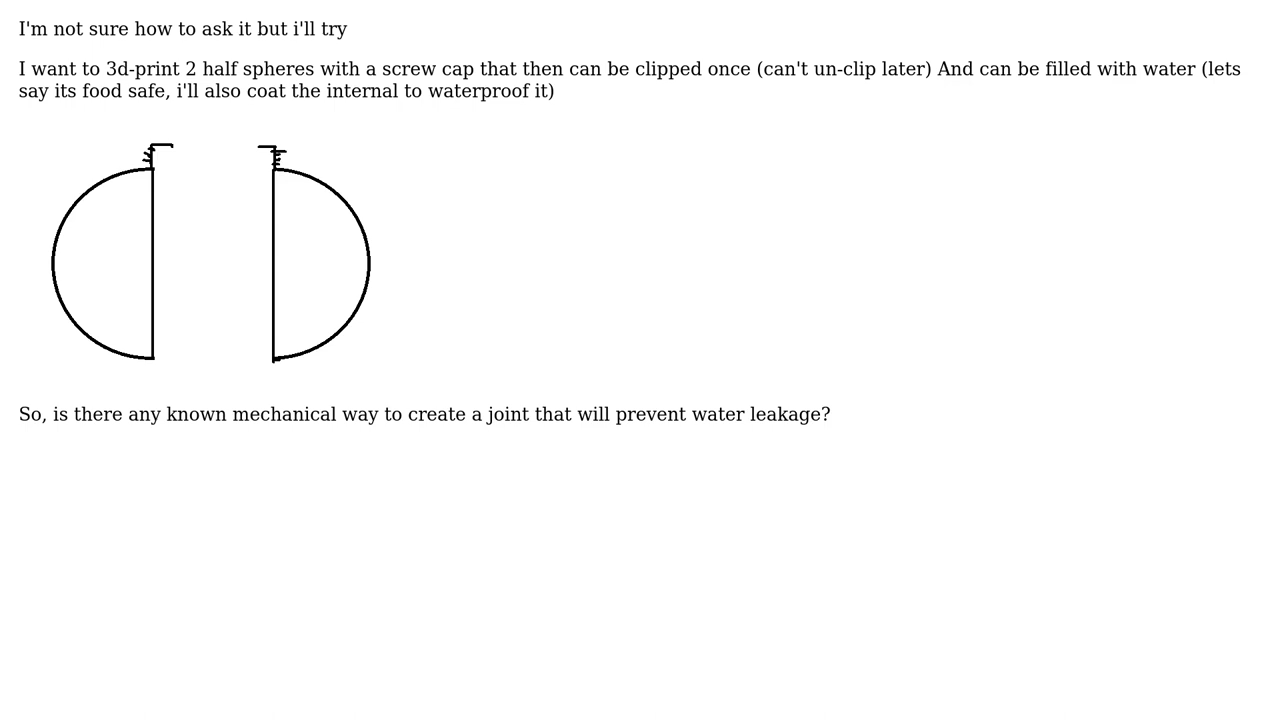 I'm not sure how to ask it but i'll try
I want to 3d-print 2 half spheres with a screw cap that then can be clipped once (can't un-clip later) And can be filled with water (lets
say its food safe, i'll also coat the internal to waterproof it)
So, is there any known mechanical way to create a joint that will prevent water leakage?